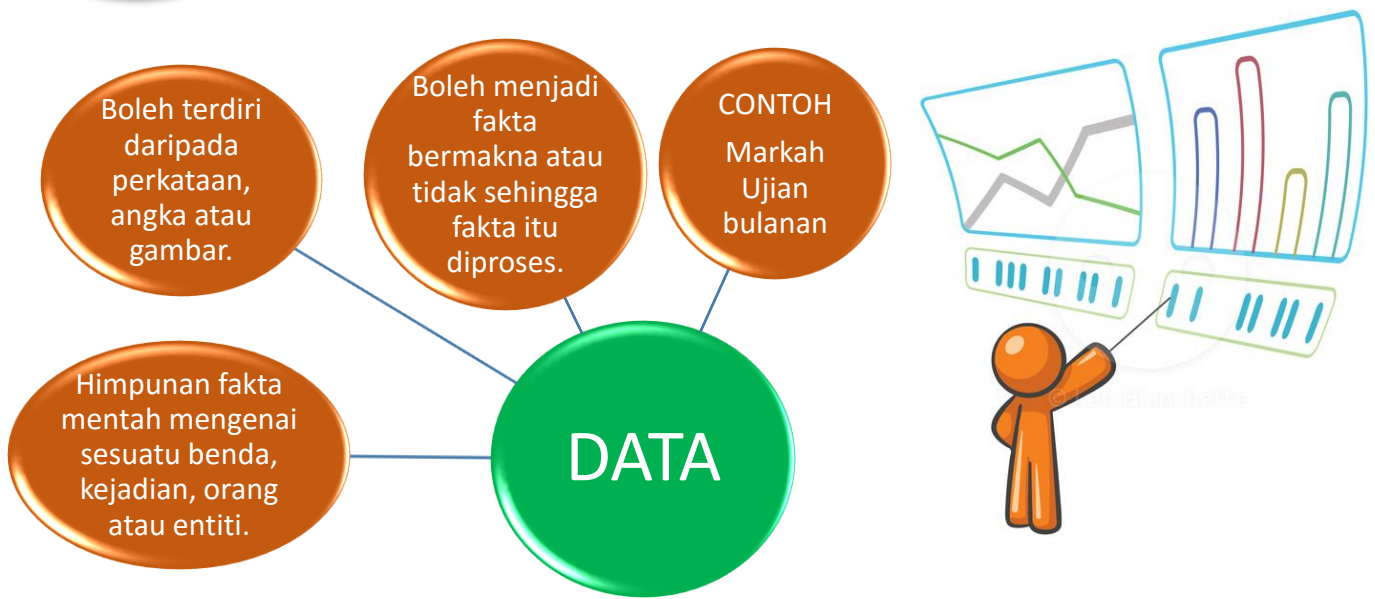 Boleh terdiri
daripada
perkataan,
angka atau
gambar.
Boleh menjadi
fakta
bermakna atau
tidak sehingga
fakta itu
diproses.
CONTOH
Markah
Ujian
bulanan
Himpunan fakta
mentah mengenai
sesuatu benda,
kejadian, orang
atau entiti.
DATA